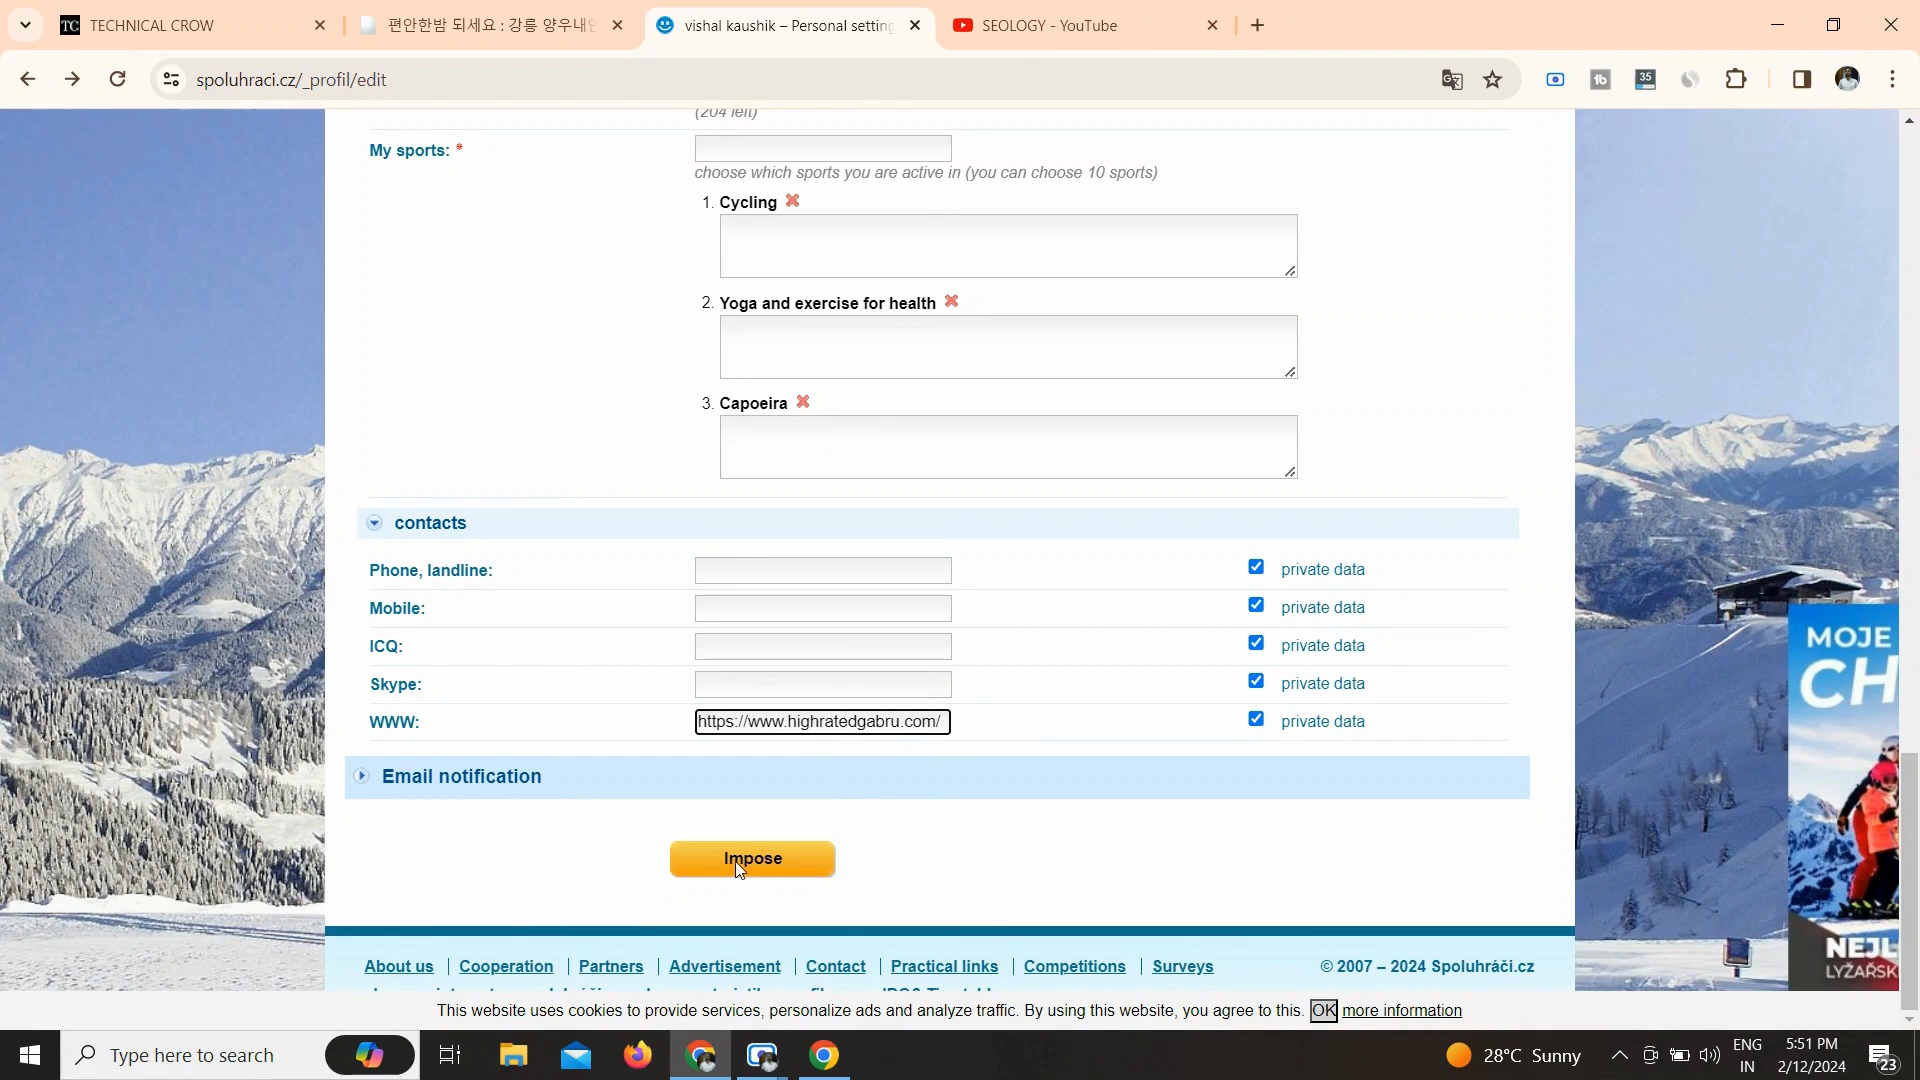 TECHNICAL CROW
편안한밤 되세요 : 강릉 양우내안
vishal kaushik – Personal setting
SEOLOGY - YouTube
spoluhraci.cz/_profil/edit
35
(204 left)
My sports: *
choose which sports you are active in (you can choose 10 sports)
1. Cycling
2. Yoga and exercise for health
3. Capoeira
contacts
Phone, landline:
private data
Mobile:
private data
ICQ:
private data
Skype:
private data
WWW:
https://www.highratedgabru.com/
private data
Email notification
Impose
MOJE
CH
NEJL
LYŽAŘSK
About us
Cooperation
Partners
Advertisement
Contact
Practical links
Competitions
Surveys
© 2007 – 2024 Spoluhráči.cz
This website uses cookies to provide services, personalize ads and analyze traffic. By using this website, you agree to this. OK more information
Type here to search
28°C Sunny
ENG
IN
5:51 PM
2/12/2024
23